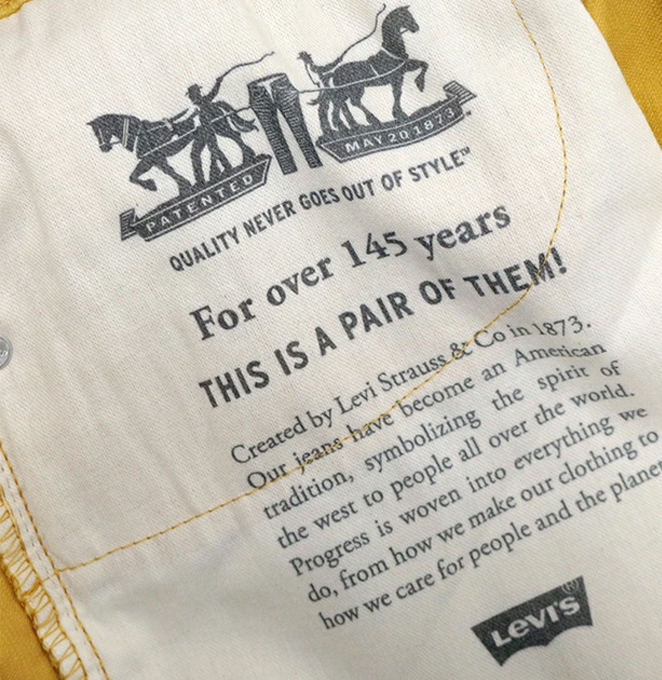 PATENTED MAY 20 1873
QUALITY NEVER GOES OUT OF STYLE™
For over 145 years
THIS IS A PAIR OF THEM!
Created by Levi Strauss & Co in 1873.
Our jeans have become an American
tradition, symbolizing the spirit of
the west to people all over the world.
Progress is woven into everything we
do, from how we make our clothing to
how we care for people and the planet
Levi's®